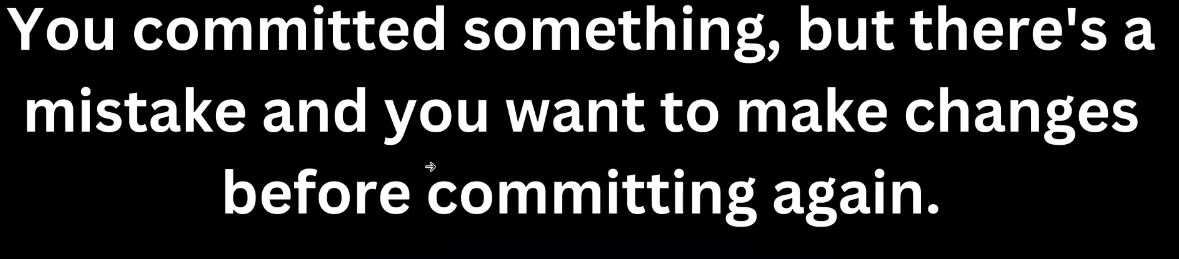 You committed something, but there's a
mistake and you want to make changes
before committing again.